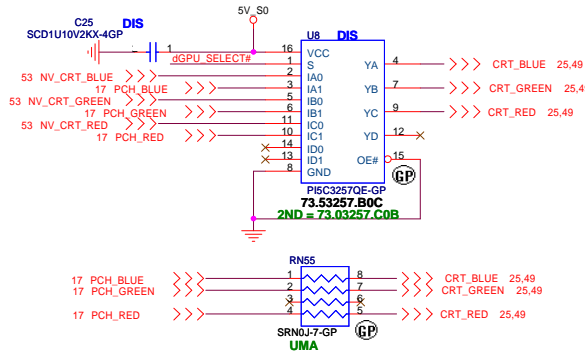 5V_S0
C25
DIS
SCD1U10V2KX-4GP
1
U8
DIS
dGPU_SELECT#
16 VCC
1 S
YA 4
CRT_BLUE 25,49
53 NV_CRT_BLUE
2 IA0
17 PCH_BLUE
3 IA1
YB 7
CRT_GREEN 25,49
53 NV_CRT_GREEN
5 IB0
17 PCH_GREEN
6 IB1
YC 9
CRT_RED 25,49
53 NV_CRT_RED
11 IC0
17 PCH_RED
10 IC1
YD 12
14 ID0
13 ID1
OE# 15
8 GND
GP
PI5C3257QE-GP
73.53257.B0C
2ND = 73.03257.C0B
RN55
17 PCH_BLUE
1
8
CRT_BLUE 25,49
17 PCH_GREEN
2
7
CRT_GREEN 25,49
3
6
17 PCH_RED
4
5
CRT_RED 25,49
SRN0J-7-GP
GP
UMA